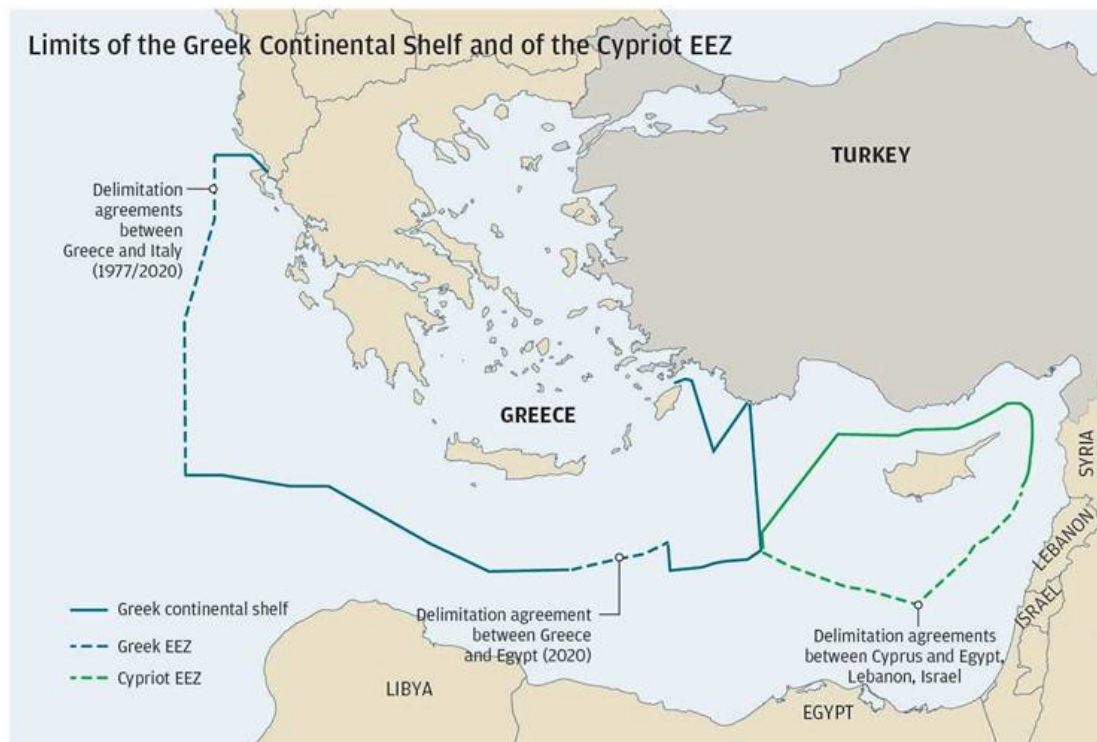 Limits of the Greek Continental Shelf and of the Cypriot EEZ
TURKEY
Delimitation
agreements
between
Greece and Italy
(1977/2020)
GREECE
SYRIA
LEBANON
ISRAEL
Greek continental shelf
Greek EEZ
Cypriot EEZ
Delimitation agreement
between Greece
and Egypt (2020)
Delimitation agreements
between Cyprus and Egypt,
Lebanon, Israel
LIBYA
EGYPT